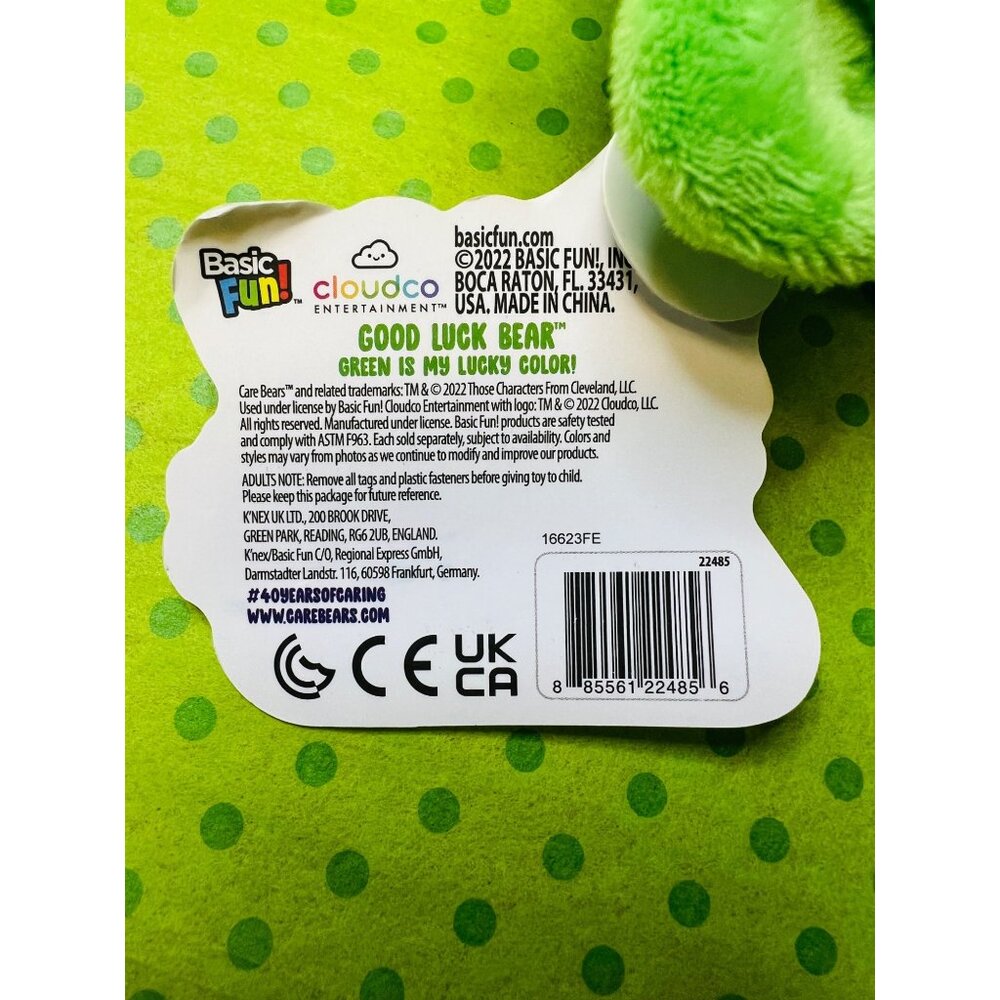 Basic Fun!™
cloudco
ENTERTAINMENT™
basicfun.com
©2022 BASIC FUN!,
BOCA RATON, FL. 33431,
USA. MADE IN CHINA.
GOOD LUCK BEAR™
GREEN IS MY LUCKY COLOR!
Care Bears™ and related trademarks: TM & © 2022 Those Characters From Cleveland, LLC.
Used under license by Basic Fun! Cloudco Entertainment with logo: TM & © 2022 Cloudco, LLC.
All rights reserved. Manufactured under license. Basic Fun! products are safety tested
and comply with ASTM F963. Each sold separately, subject to availability. Colors and
styles may vary from photos as we continue to modify and improve our products.
ADULTS NOTE: Remove all tags and plastic fasteners before giving toy to child.
Please keep this package for future reference.
K'NEX UK LTD., 200 BROOK DRIVE,
GREEN PARK, READING, RG6 2UB, ENGLAND.
K'nex/Basic Fun C/O, Regional Express GmbH,
Darmstadter Landstr. 116, 60598 Frankfurt, Germany.
#40YEARSOFCARING
WWW.CAREBEARS.COM
CE
UK
CA
16623FE
22485
8 85561 22485 6